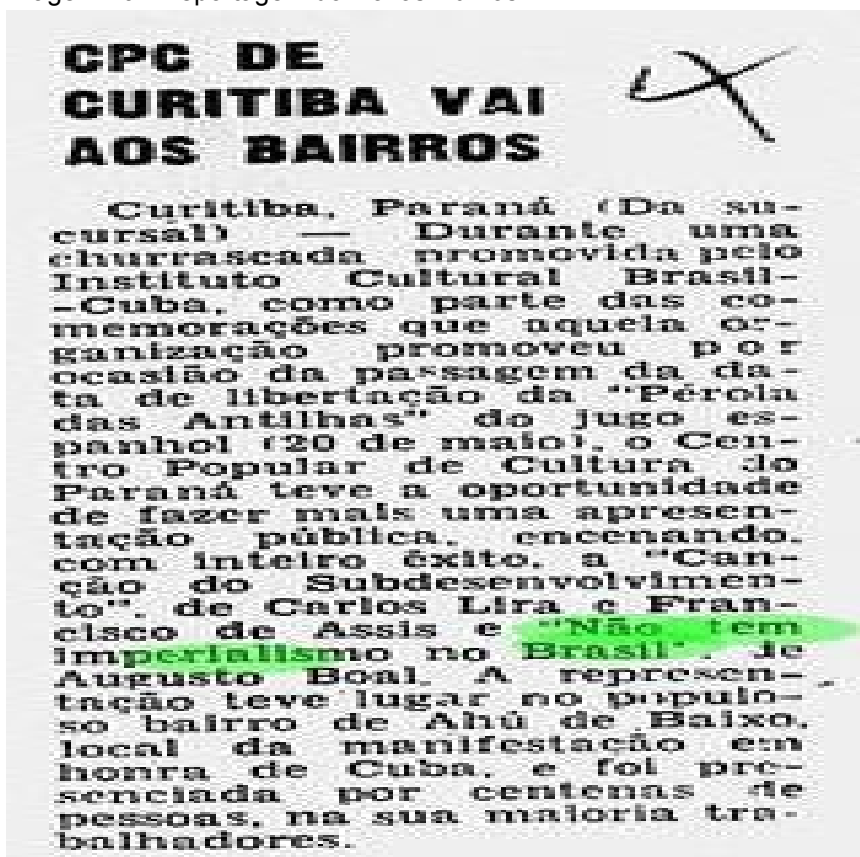 CPC DE
CURITIBA VAI
AOS BAIRROS
Curitiba, Paraná (Da su-
cursal) — Durante uma
churrascada promovida pelo
Instituto Cultural Brasil-
-Cuba, como parte das co-
memorações que aquela or-
ganização promoveu por
ocasião da passagem da da-
ta de libertação da "Pérola
das Antilhas" do jugo es-
panhol (20 de maio), o Cen-
tro Popular de Cultura do
Paraná teve a oportunidade
de fazer mais uma apresen-
tação pública, encenando,
com inteiro êxito, a "Can-
ção do Subdesenvolvimen-
to", de Carlos Lira e Fran-
cisco de Assis e "Não tem
imperialismo no Brasil", de
Augusto Boal. A represen-
tação teve lugar no populo-
so bairro de Ahú de Baixo,
local da manifestação em
honra de Cuba, e foi pre-
senciada por centenas de
pessoas, na sua maioria tra-
balhadores.